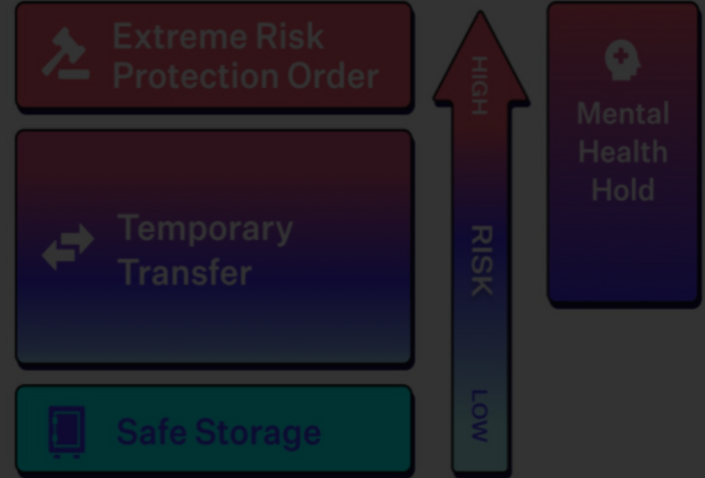 Extreme Risk
Protection Order
Temporary
Transfer
Safe Storage
HIGH
RISK
LOW
Mental
Health
Hold